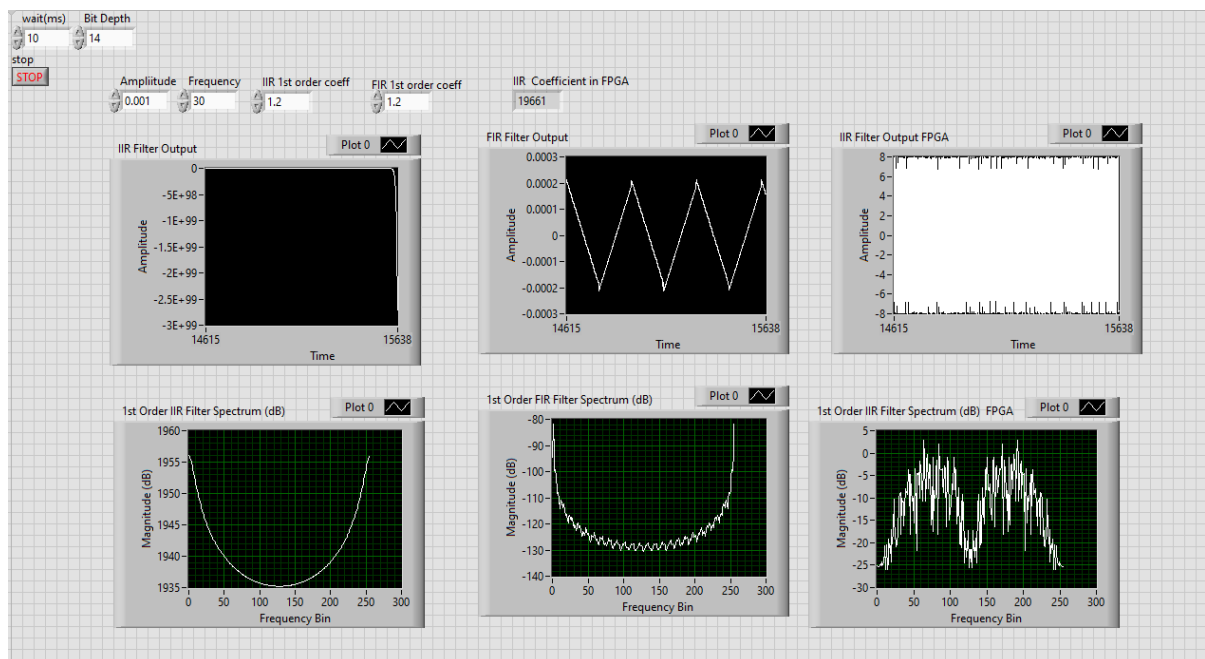 wait(ms) Bit Depth
10 14
stop
STOP
Ampliitude Frequency IIR 1st order coeff FIR 1st order coeff IIR Coefficient in FPGA
0.001 30 1.2 1.2 19661
IIR Filter Output Plot 0
0
-5E+98
-1E+99
-1.5E+99
-2E+99
-2.5E+99
-3E+99
Amplitude
14615 15638
Time
FIR Filter Output Plot 0
0.0003
0.0002
0.0001
0
-0.0001
-0.0002
-0.0003
Amplitude
14615 15638
Time
IIR Filter Output FPGA Plot 0
8
6
4
2
0
-2
-4
-6
-8
Amplitude
14615 15638
Time
1st Order IIR Filter Spectrum (dB) Plot 0
1960
1955
1950
1945
1940
1935
Magnitude (dB)
0 50 100 150 200 250 300
Frequency Bin
1st Order FIR Filter Spectrum (dB) Plot 0
-80
-90
-100
-110
-120
-130
-140
Magnitude (dB)
0 50 100 150 200 250 300
Frequency Bin
1st Order IIR Filter Spectrum (dB) FPGA Plot 0
5
0
-5
-10
-15
-20
-25
-30
Magnitude (dB)
0 50 100 150 200 250 300
Frequency Bin